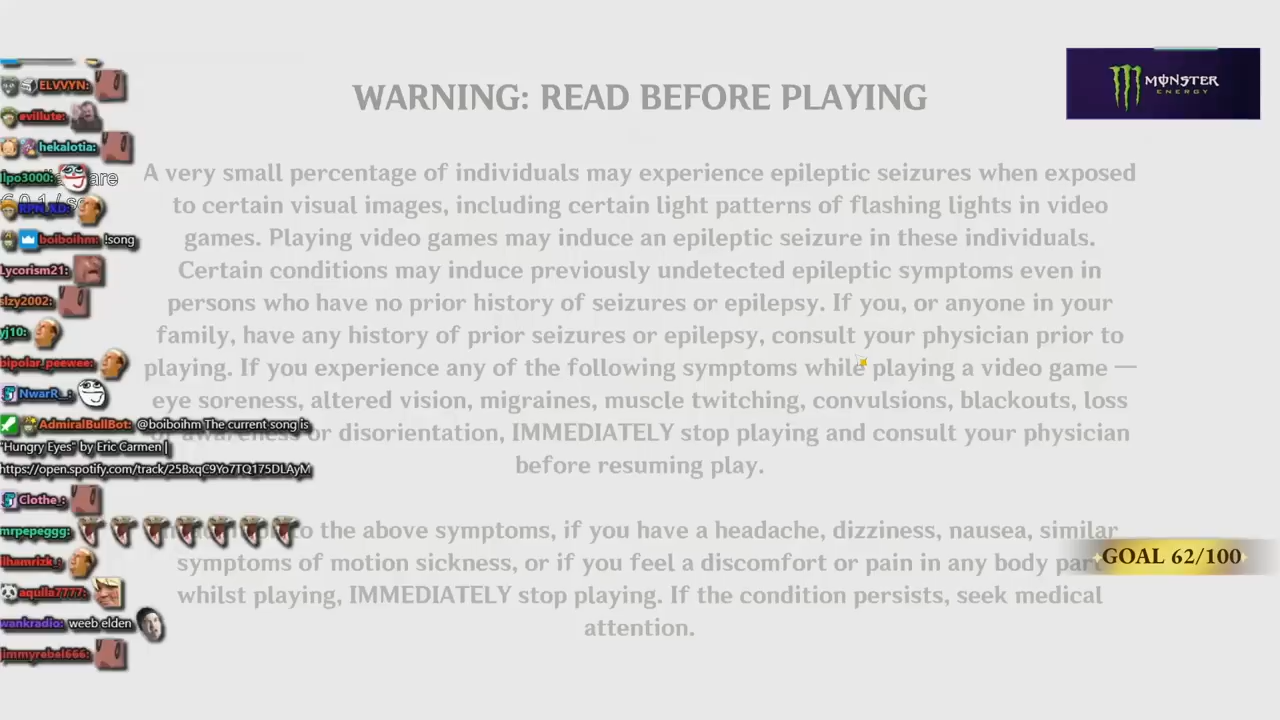 WARNING: READ BEFORE PLAYING
A very small percentage of individuals may experience epileptic seizures when exposed
to certain visual images, including certain light patterns of flashing lights in video
games. Playing video games may induce an epileptic seizure in these individuals.
Certain conditions may induce previously undetected epileptic symptoms even in
persons who have no prior history of seizures or epilepsy. If you, or anyone in your
family, have any history of prior seizures or epilepsy, consult your physician prior to
playing. If you experience any of the following symptoms while playing a video game —
eye soreness, altered vision, migraines, muscle twitching, convulsions, blackouts, loss
awareness or disorientation, IMMEDIATELY stop playing and consult your physician
before resuming play.
to the above symptoms, if you have a headache, dizziness, nausea, similar
symptoms of motion sickness, or if you feel a discomfort or pain in any body part
whilst playing, IMMEDIATELY stop playing. If the condition persists, seek medical
attention.
ELVVYN:
evillute:
hekalotia:
lpo3000:
RPN_XD:
boiboihm: !song
Lycorism21:
slzy2002:
yj10:
bipolar_peewee:
NwarR_:
AdmiralBullBot: @boiboihm The current song is
"Hungry Eyes" by Eric Carmen |
https://open.spotify.com/track/25BxqC9Yo7TQ175DLAyM
Clothe_:
mrpepeggg:
lhamrizk:
aquila7777:
wankradio: weeb elden
jimmyrebel666:
MONSTER
ENERGY
GOAL 62/100